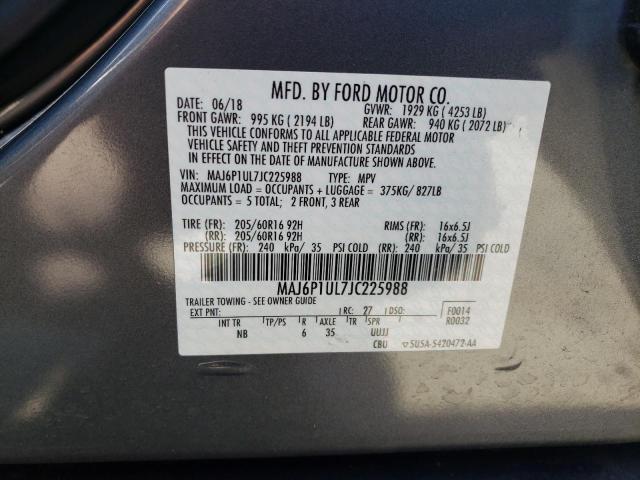 MFD. BY FORD MOTOR CO.
DATE: 06/18 GVWR: 1929 KG ( 4253 LB)
FRONT GAWR: 995 KG ( 2194 LB) REAR GAWR: 940 KG ( 2072 LB)
THIS VEHICLE CONFORMS TO ALL APPLICABLE FEDERAL MOTOR
VEHICLE SAFETY AND THEFT PREVENTION STANDARDS
IN EFFECT ON THE DATE OF MANUFACTURE SHOWN ABOVE.
VIN: MAJ6P1UL7JC225988 TYPE: MPV
MAXIMUM LOAD = OCCUPANTS + LUGGAGE = 375KG/ 827LB
OCCUPANTS = 5 TOTAL; 2 FRONT, 3 REAR
TIRE (FR): 205/60R16 92H RIMS (FR): 16x6.5J
(RR): 205/60R16 92H (RR): 16x6.5J
PRESSURE (FR): 240 kPa/ 35 PSI COLD (RR): 240 kPa/ 35 PSI COLD
MAJ6P1UL7JC225988
TRAILER TOWING - SEE OWNER GUIDE
EXT PNT: RC: 27 DSO: F0014
INT TR TP/PS R AXLE TR SPR R0032
NB 6 35 UUJJ
CBU 5U5A-5420472-AA